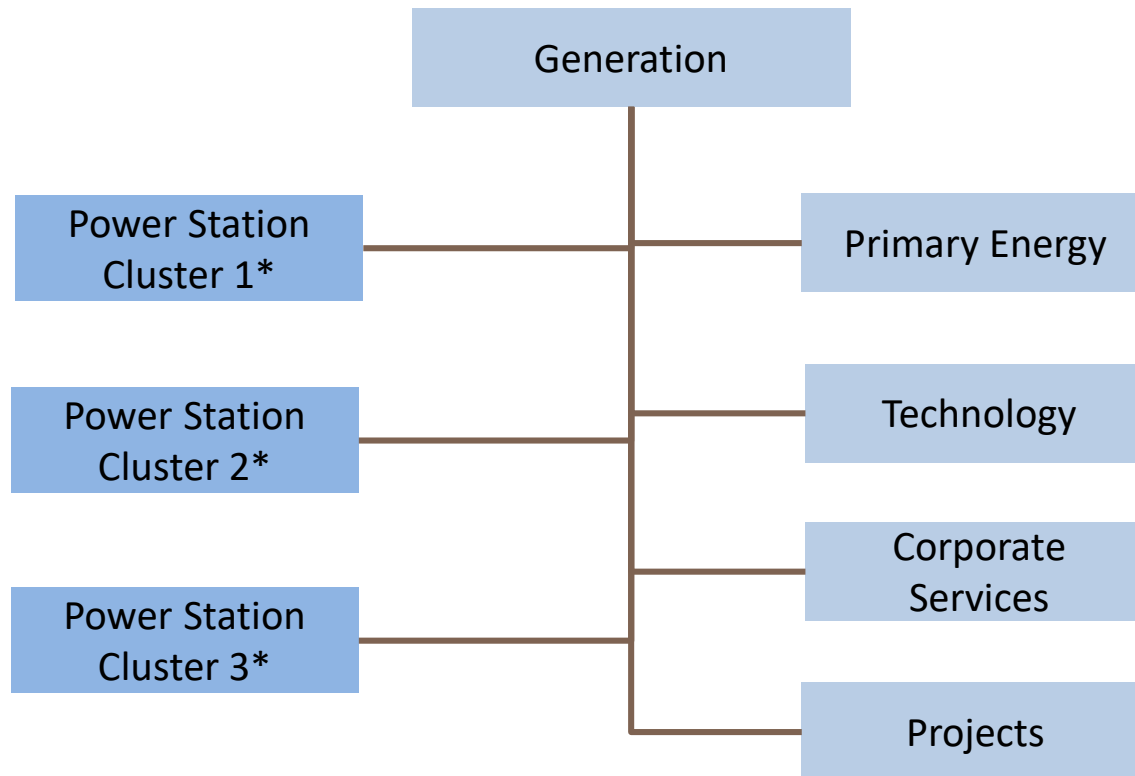 Generation
Power Station
Cluster 1*
Primary Energy
Power Station
Cluster 2*
Technology
Corporate
Services
Power Station
Cluster 3*
Projects